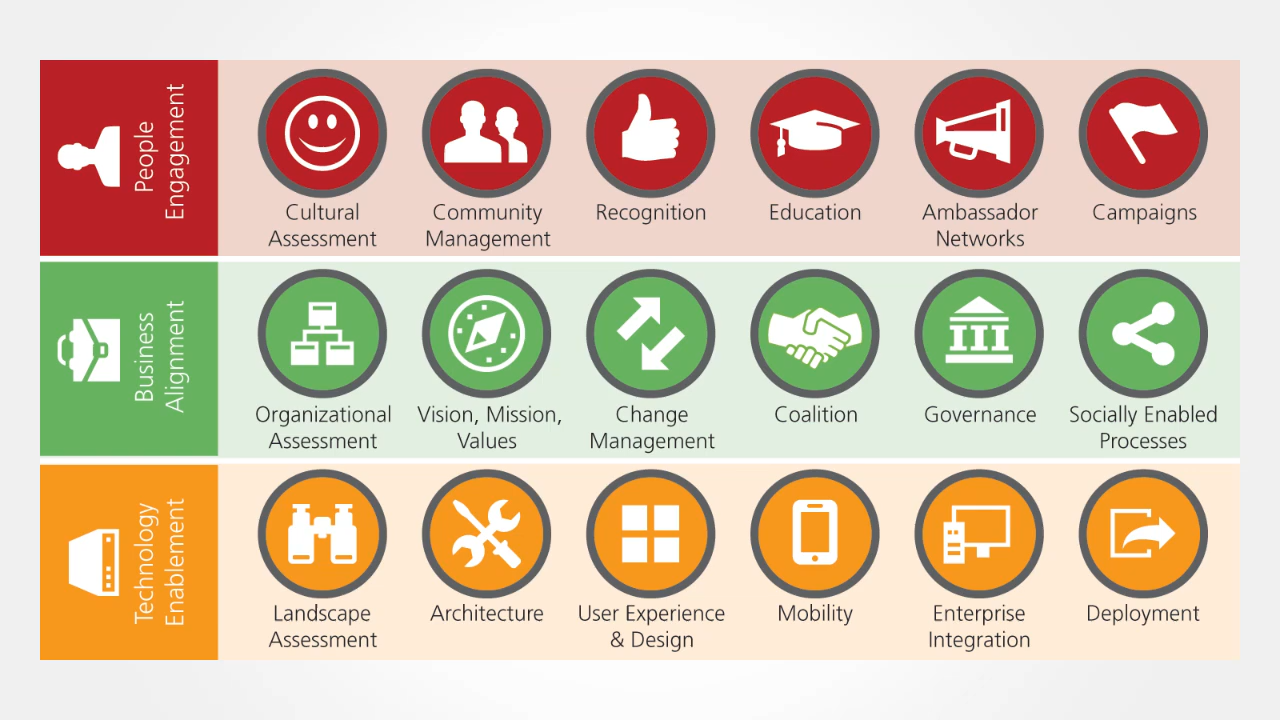 People
Engagement
Cultural
Assessment
Community
Management
Recognition
Education
Ambassador
Networks
Campaigns
Business
Alignment
Organizational
Assessment
Vision, Mission,
Values
Change
Management
Coalition
Governance
Socially Enabled
Processes
Technology
Enablement
Landscape
Assessment
Architecture
User Experience
& Design
Mobility
Enterprise
Integration
Deployment